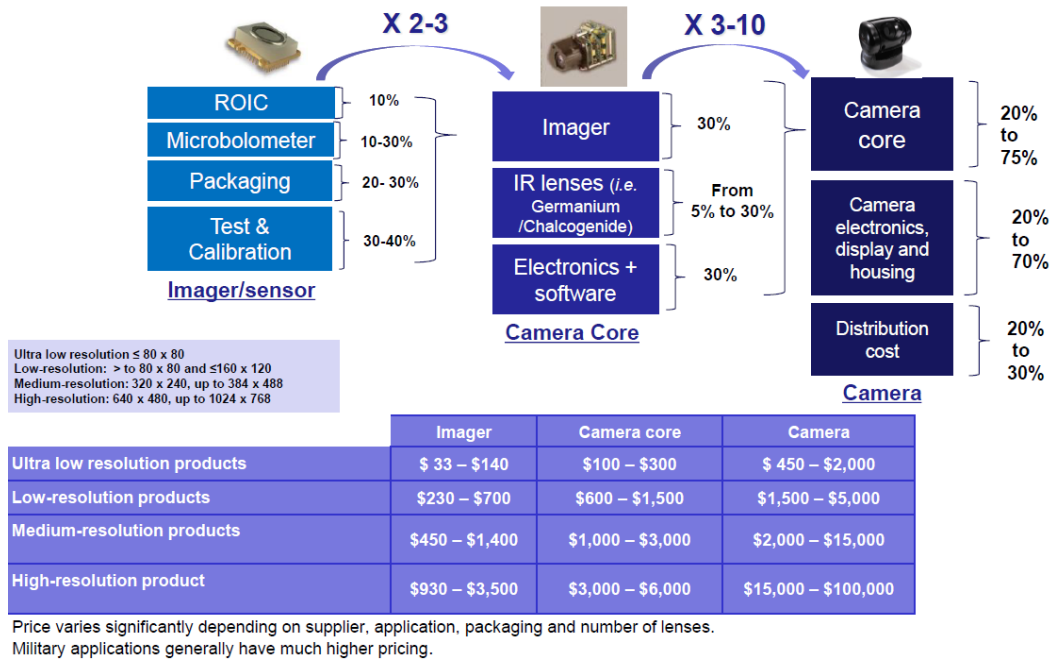 X 2-3
X 3-10
ROIC
10%
Microbolometer
10-30%
Packaging
20- 30%
Test &
Calibration
30-40%
Imager/sensor
Imager
30%
IR lenses (i.e.
Germanium
/Chalcogenide)
From
5% to 30%
Electronics +
software
30%
Camera Core
Camera
core
20%
to
75%
Camera
electronics,
display and
housing
20%
to
70%
Distribution
cost
20%
to
30%
Camera
Ultra low resolution ≤ 80 x 80
Low-resolution:  > to 80 x 80 and ≤160 x 120
Medium-resolution: 320 x 240, up to 384 x 488
High-resolution: 640 x 480, up to 1024 x 768
Imager Camera core Camera
Ultra low resolution products $ 33 – $140 $100 – $300 $ 450 – $2,000
Low-resolution products $230 – $700 $600 – $1,500 $1,500 – $5,000
Medium-resolution products $450 – $1,400 $1,000 – $3,000 $2,000 – $15,000
High-resolution product $930 – $3,500 $3,000 – $6,000 $15,000 – $100,000
Price varies significantly depending on supplier, application, packaging and number of lenses.
Military applications generally have much higher pricing.